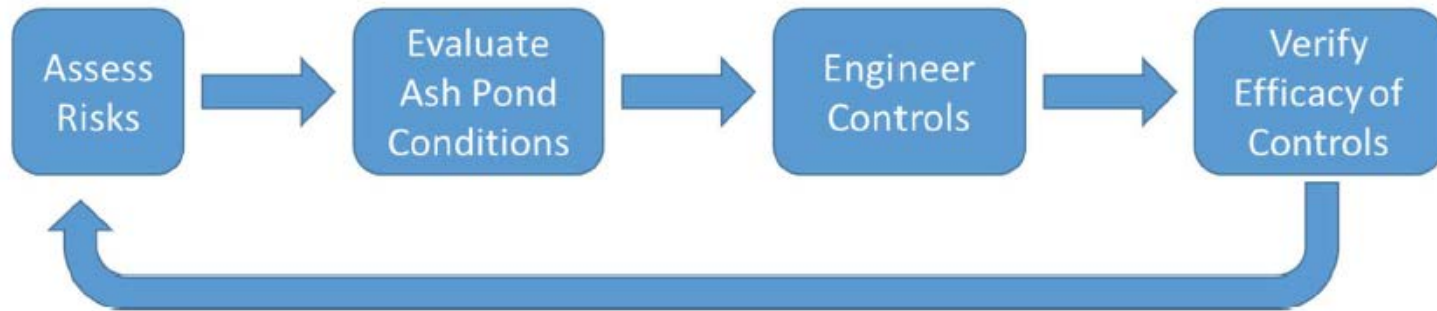 Assess
Risks
Evaluate
Ash Pond
Conditions
Engineer
Controls
Verify
Efficacy of
Controls